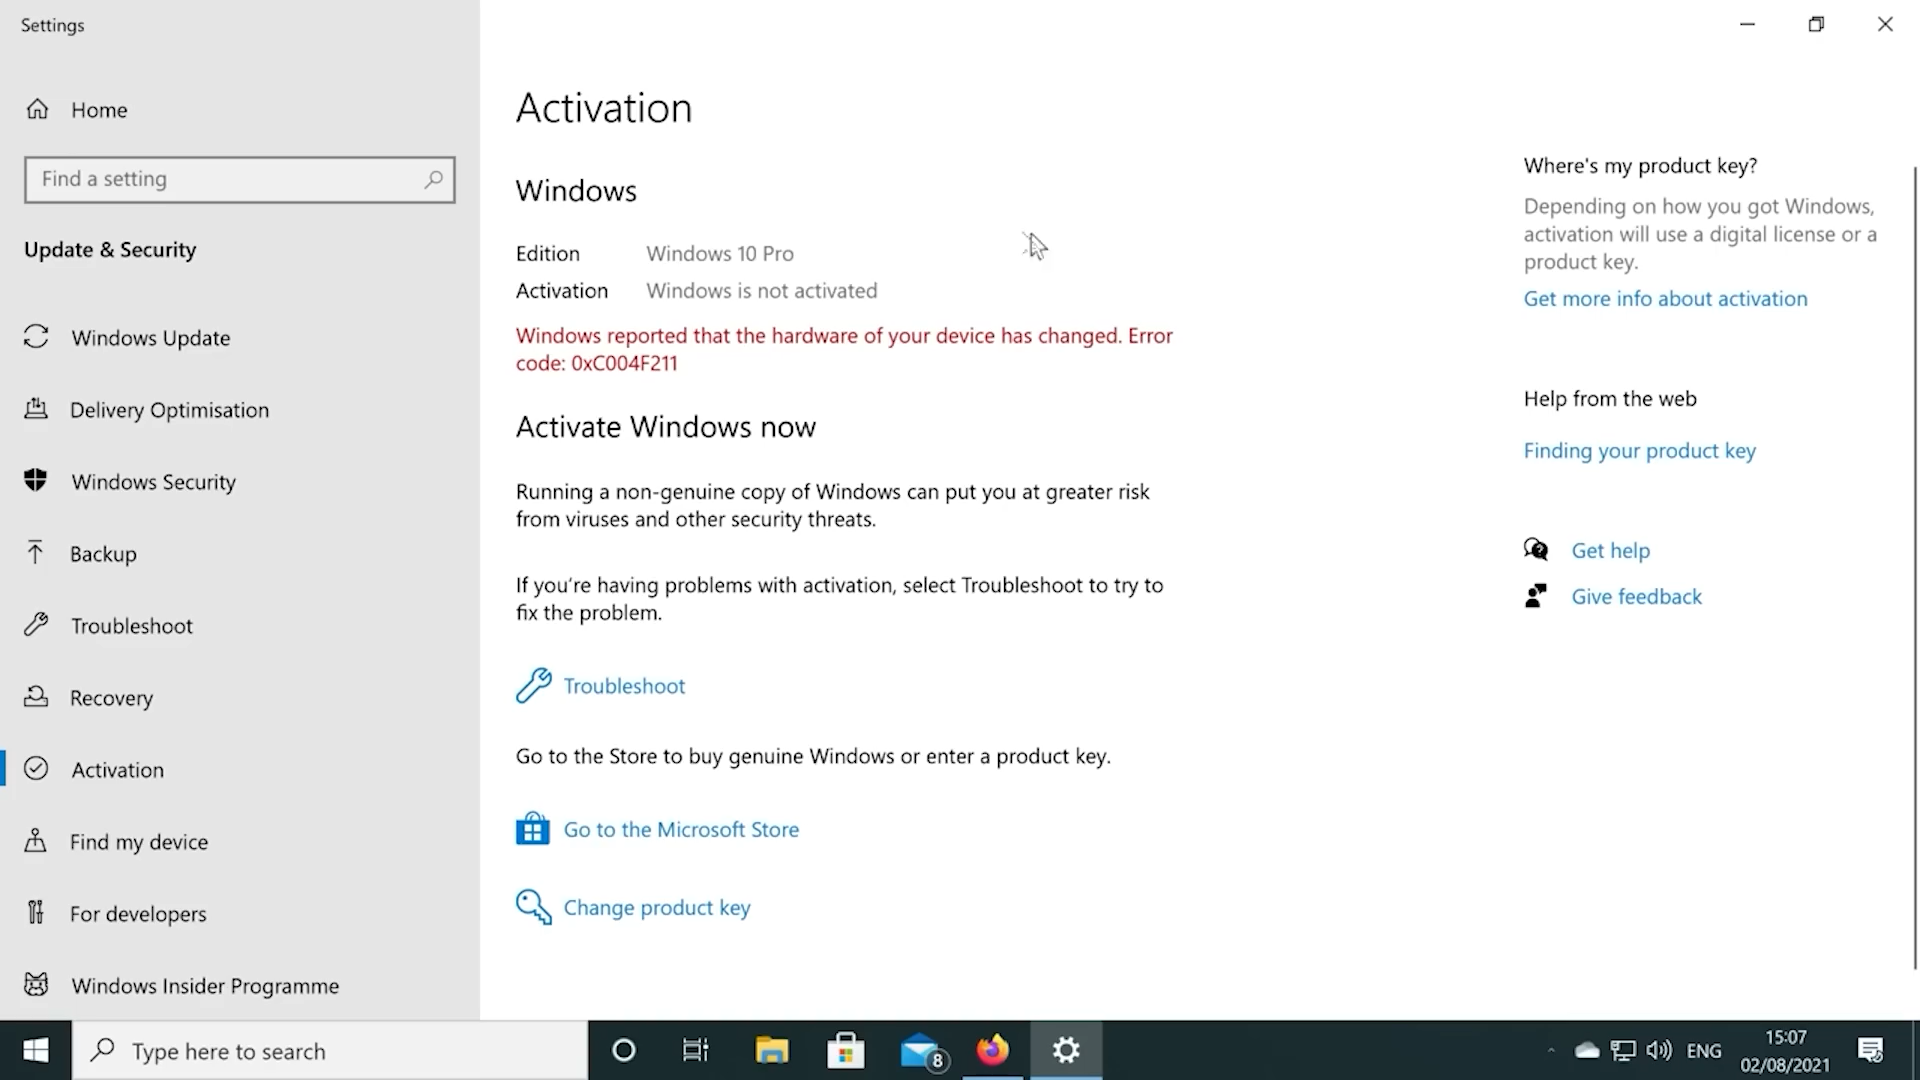 Settings
Home
Find a setting
Update & Security
Windows Update
Delivery Optimisation
Windows Security
Backup
Troubleshoot
Recovery
Activation
Find my device
For developers
Windows Insider Programme
Activation
Windows
Edition Windows 10 Pro
Activation Windows is not activated
Windows reported that the hardware of your device has changed. Error
code: 0xC004F211
Activate Windows now
Running a non-genuine copy of Windows can put you at greater risk
from viruses and other security threats.
If you're having problems with activation, select Troubleshoot to try to
fix the problem.
Troubleshoot
Go to the Store to buy genuine Windows or enter a product key.
Go to the Microsoft Store
Change product key
Where's my product key?
Depending on how you got Windows,
activation will use a digital license or a
product key.
Get more info about activation
Help from the web
Finding your product key
Get help
Give feedback
Type here to search
8
ENG
15:07
02/08/2021